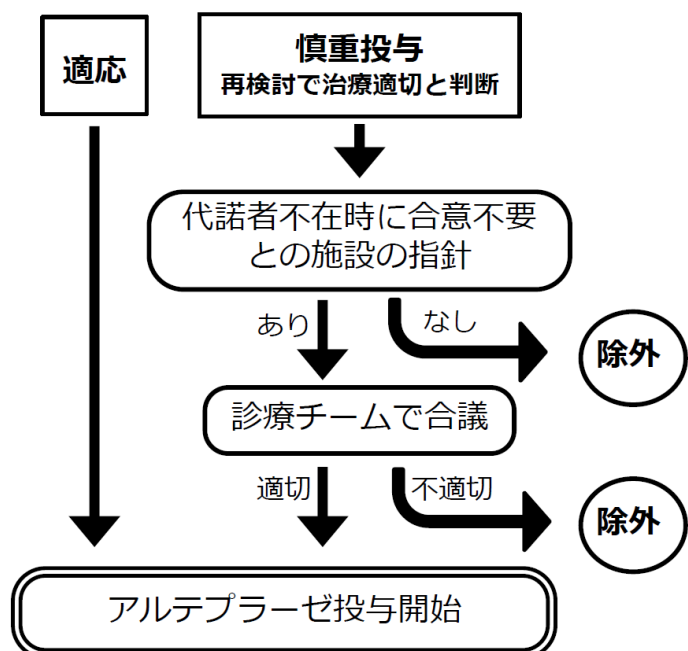 適応
慎重投与
再検討で治療適切と判断
代諾者不在時に合意不要
との施設の指針
あり
なし
除外
診療チームで合議
適切
不適切
除外
アルテプラーゼ投与開始